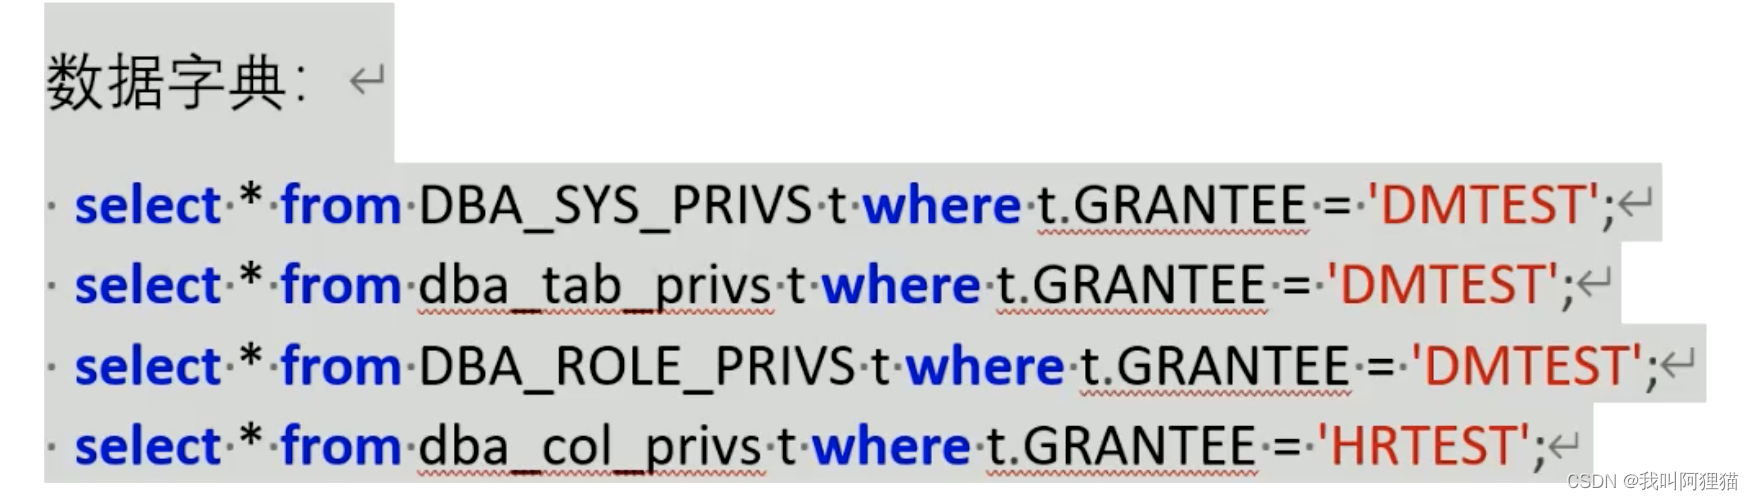 数据字典：
select * from DBA_SYS_PRIVS t where t.GRANTEE = 'DMTEST';
select * from dba_tab_privs t where t.GRANTEE = 'DMTEST';
select * from DBA_ROLE_PRIVS t where t.GRANTEE = 'DMTEST';
select * from dba_col_privs t where t.GRANTEE = 'HRTEST';
CSDN @我叫阿狸猫